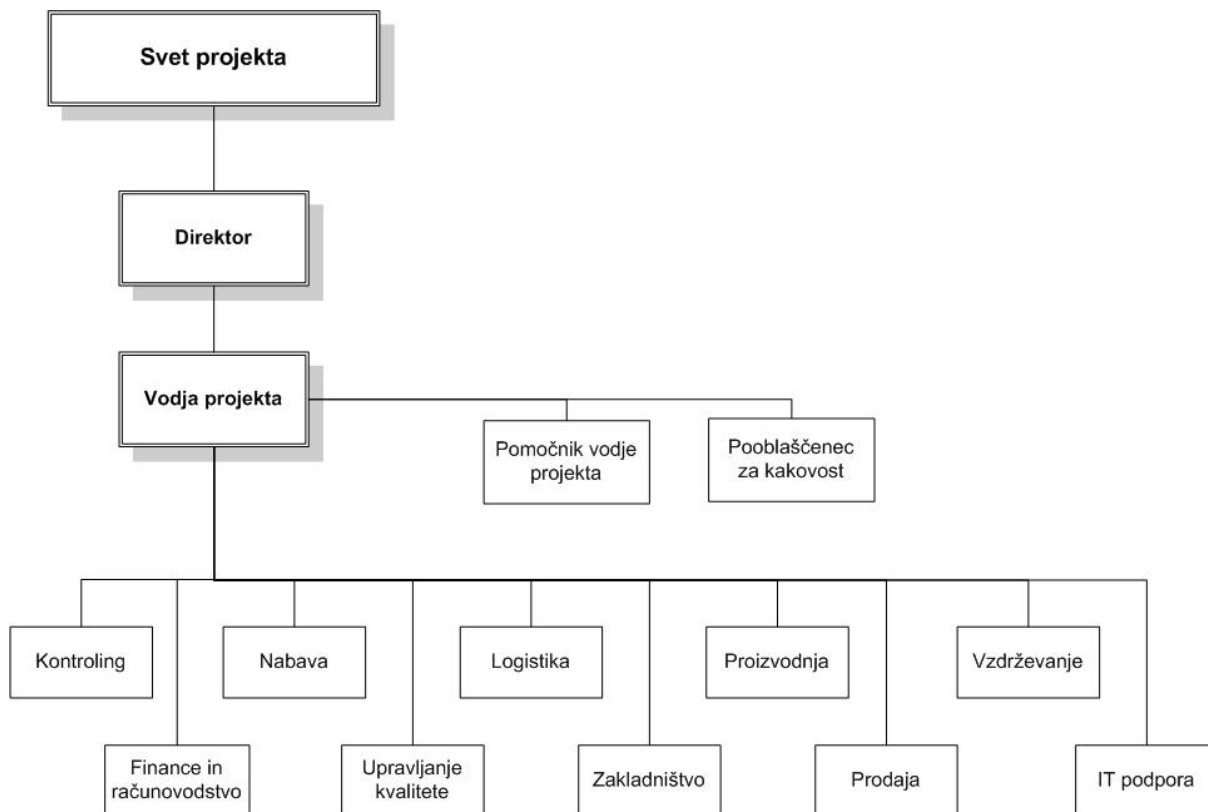 Svet projekta
Direktor
Vodja projekta
Pomočnik vodje
projekta
Pooblaščenec
za kakovost
Kontroling
Nabava
Logistika
Proizvodnja
Vzdrževanje
Finance in
računovodstvo
Upravljanje
kvalitete
Zakladništvo
Prodaja
IT podpora